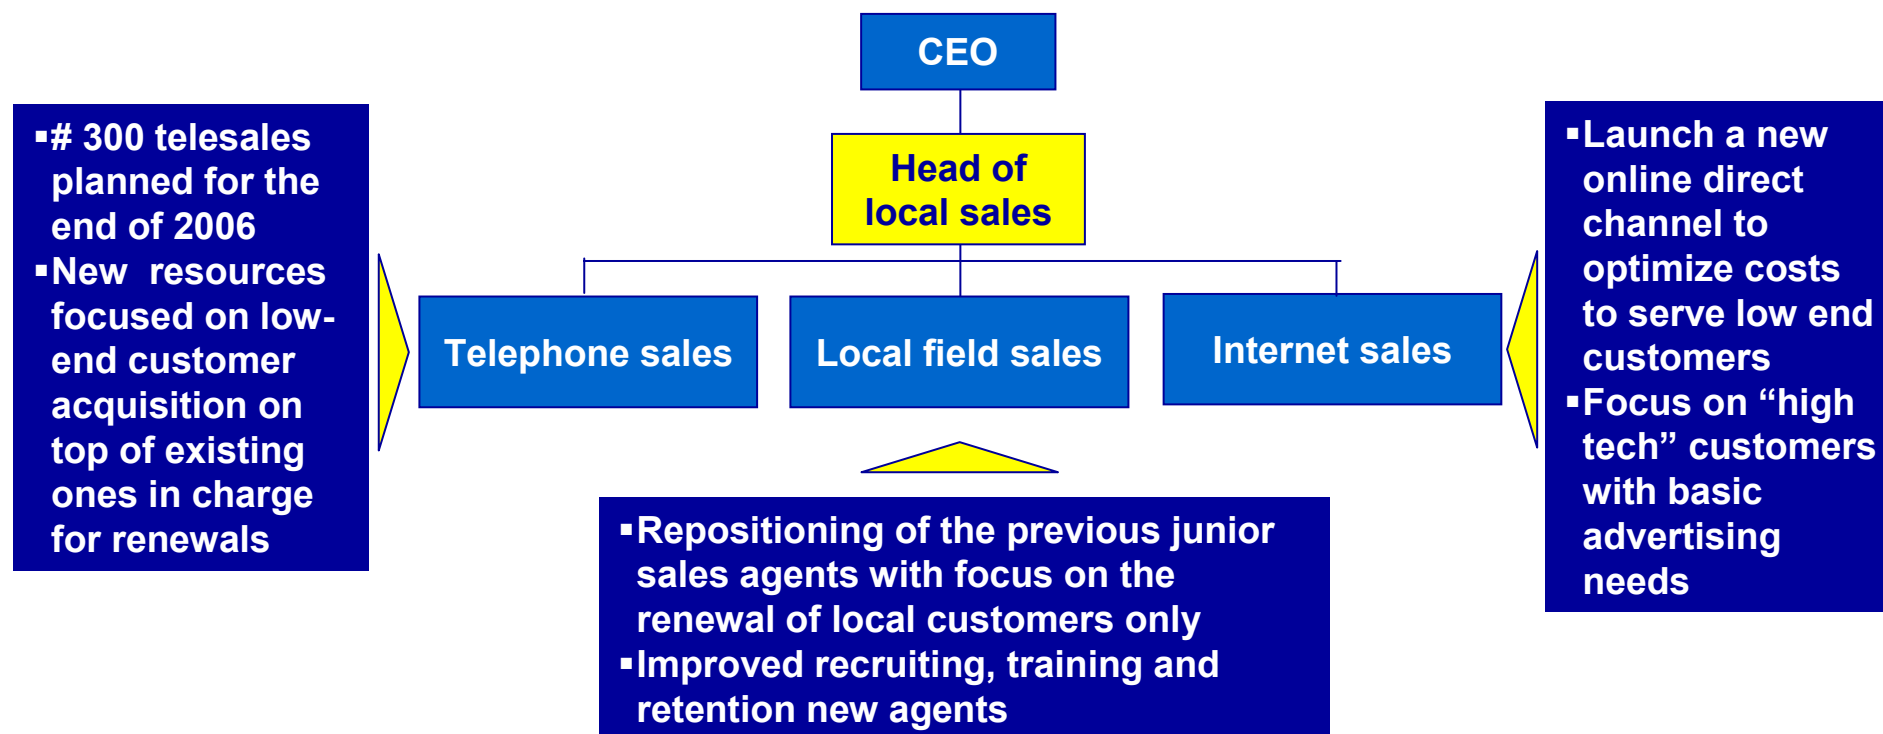 CEO
Head of
local sales
Telephone sales
Local field sales
Internet sales
▪# 300 telesales
planned for the
end of 2006
▪New  resources
focused on low-
end customer
acquisition on
top of existing
ones in charge
for renewals
▪Repositioning of the previous junior
sales agents with focus on the
renewal of local customers only
▪Improved recruiting, training and
retention new agents
▪Launch a new
online direct
channel to
optimize costs
to serve low end
customers
▪Focus on “high
tech” customers
with basic
advertising
needs